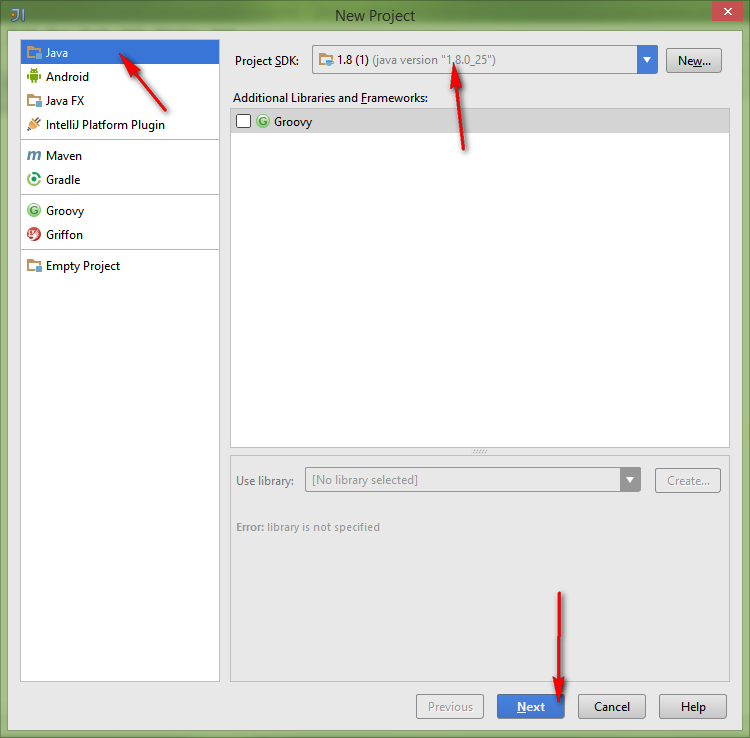 New Project
Java
Android
Java FX
IntelliJ Platform Plugin
Maven
Gradle
Groovy
Griffon
Empty Project
Project SDK: 1.8 (1) (java version "1.8.0_25") New...
Additional Libraries and Frameworks:
Groovy
Use library: [No library selected] Create...
Error: library is not specified
Previous Next Cancel Help